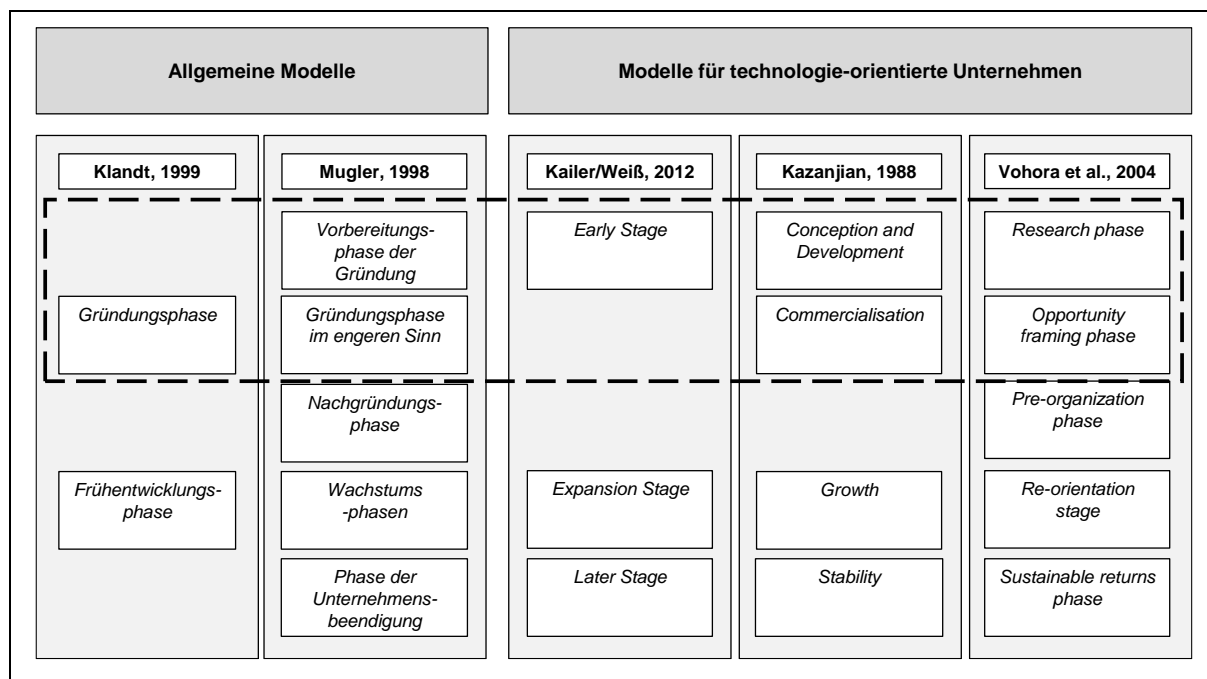 Allgemeine Modelle
Modelle für technologie-orientierte Unternehmen
Klandt, 1999
Gründungsphase
Frühentwicklungs-
phase
Mugler, 1998
Vorbereitungs-
phase der
Gründung
Gründungsphase
im engeren Sinn
Nachgründungs-
phase
Wachstums
-phasen
Phase der
Unternehmens-
beendigung
Kailer/Weiß, 2012
Early Stage
Expansion Stage
Later Stage
Kazanjian, 1988
Conception and
Development
Commercialisation
Growth
Stability
Vohora et al., 2004
Research phase
Opportunity
framing phase
Pre-organization
phase
Re-orientation
stage
Sustainable returns
phase